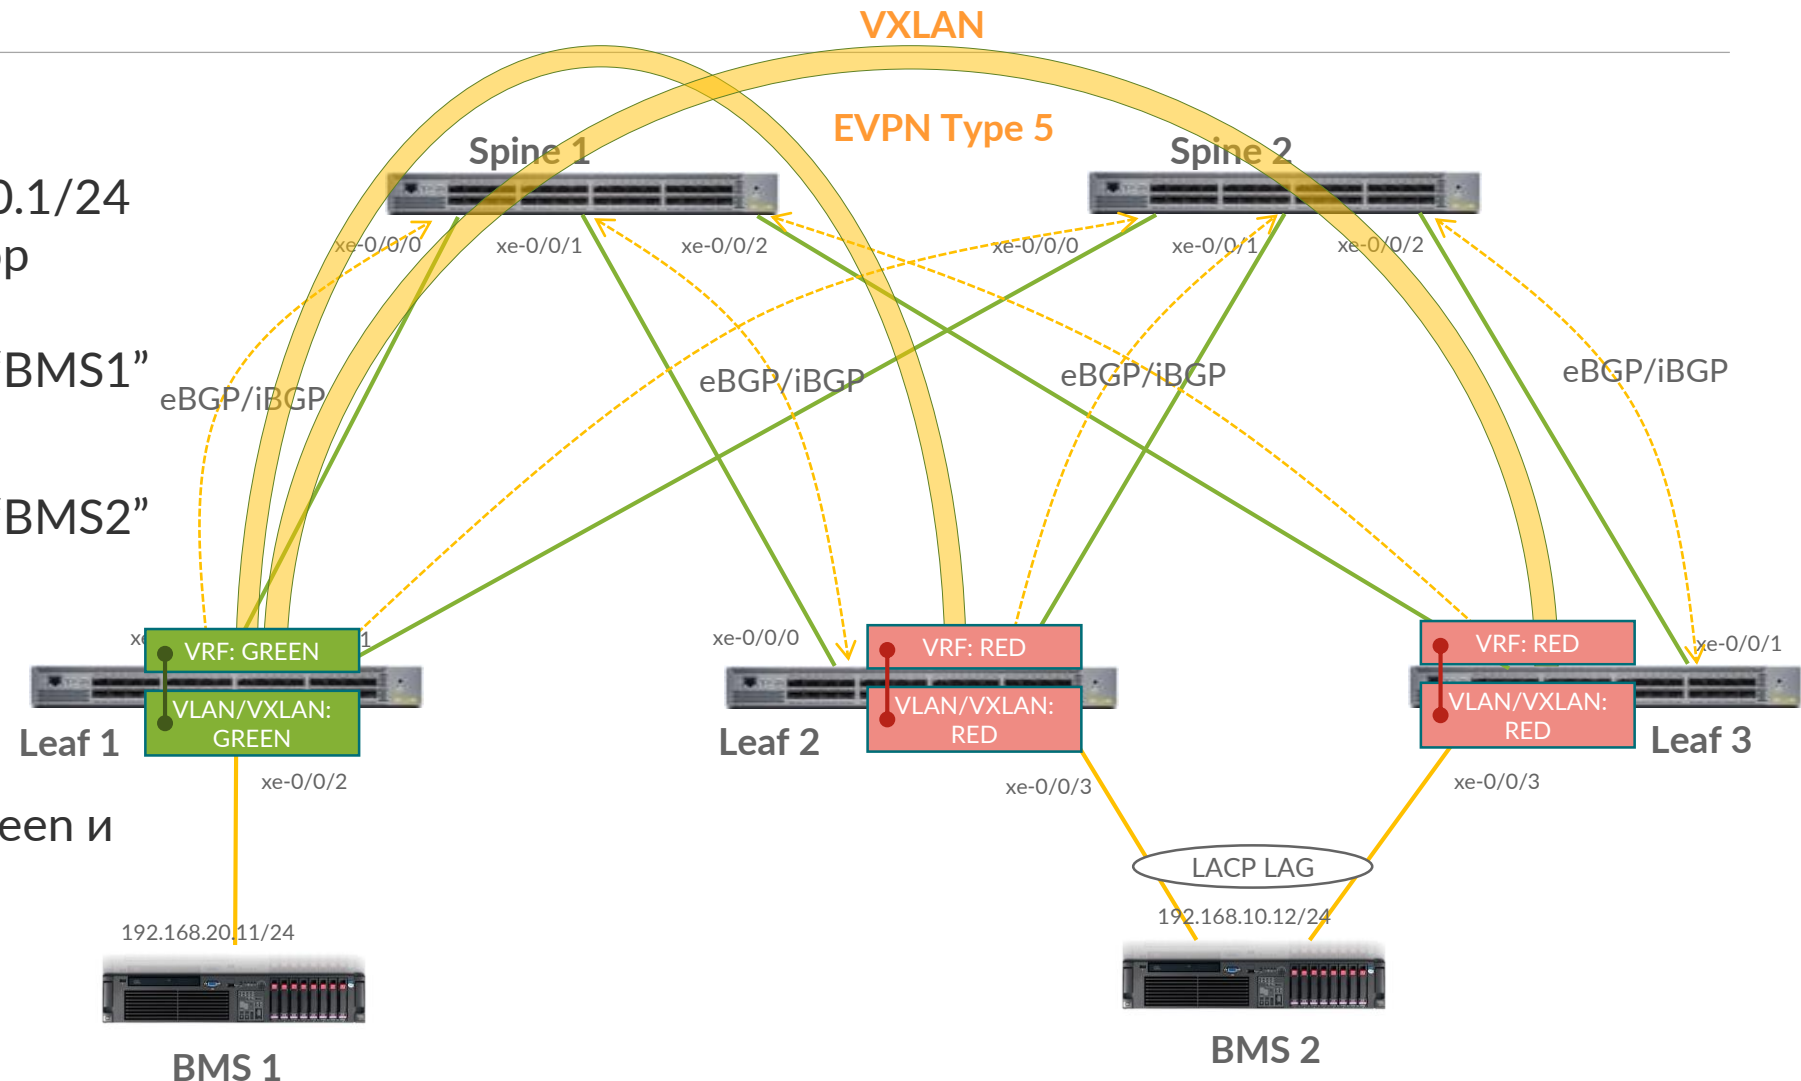 VXLAN
EVPN Type 5
Spine 1
Spine 2
0.1/24
ор
xe-0/0/0
xe-0/0/1
xe-0/0/2
xe-0/0/0
xe-0/0/1
xe-0/0/2
“BMS1”
eBGP/iBGP
eBGP/iBGP
eBGP/iBGP
eBGP/iBGP
“BMS2”
xe
1
VRF: GREEN
xe-0/0/0
VRF: RED
VRF: RED
xe-0/0/1
VLAN/VXLAN:
GREEN
VLAN/VXLAN:
RED
VLAN/VXLAN:
RED
Leaf 1
Leaf 2
Leaf 3
xe-0/0/2
xe-0/0/3
xe-0/0/3
een и
LACP LAG
192.168.20.11/24
192.168.10.12/24
BMS 1
BMS 2